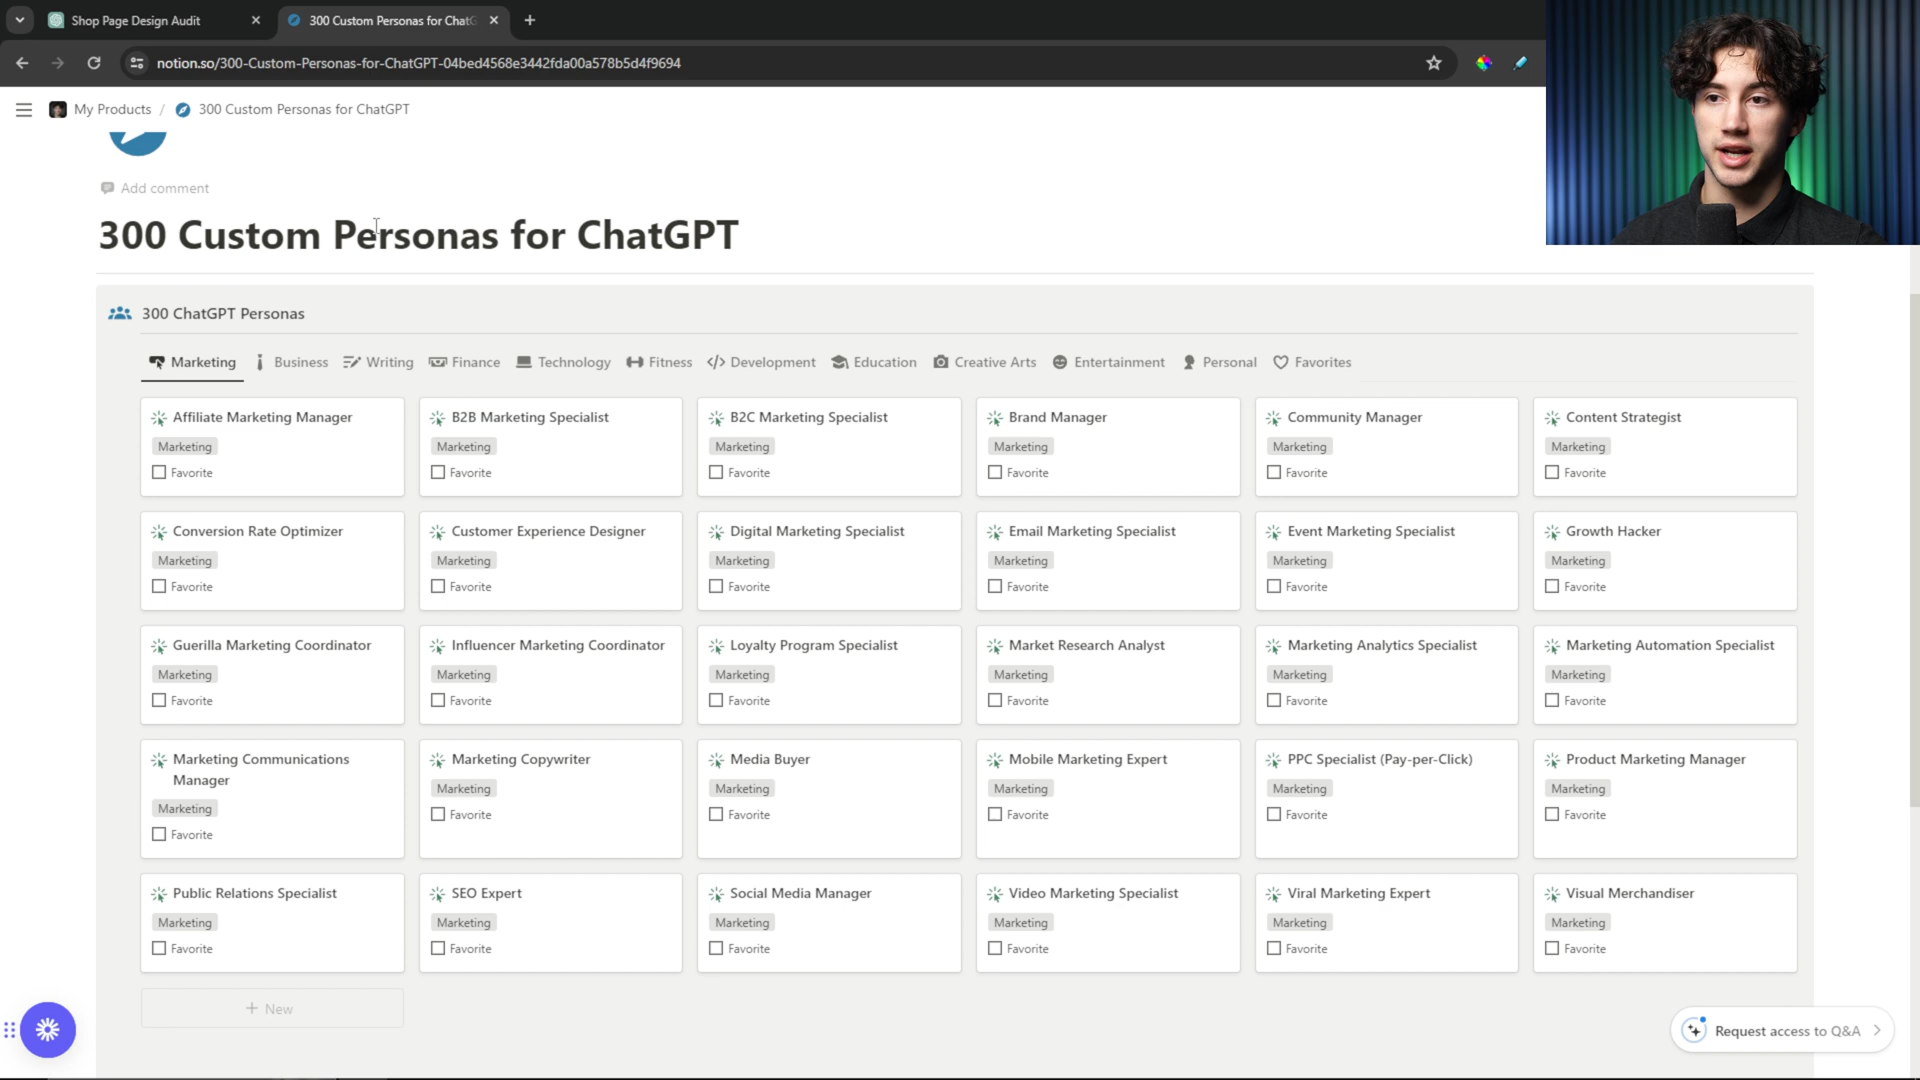 Shop Page Design Audit
300 Custom Personas for ChatG
notion.so/300-Custom-Personas-for-ChatGPT-04bed4568e3442fda00a578b5d4f9694
My Products / 300 Custom Personas for ChatGPT
Add comment
300 Custom Personas for ChatGPT
300 ChatGPT Personas
Marketing Business Writing Finance Technology Fitness Development Education Creative Arts Entertainment Personal Favorites
Affiliate Marketing Manager B2B Marketing Specialist B2C Marketing Specialist Brand Manager Community Manager Content Strategist
Marketing Marketing Marketing Marketing Marketing Marketing
Favorite Favorite Favorite Favorite Favorite Favorite
Conversion Rate Optimizer Customer Experience Designer Digital Marketing Specialist Email Marketing Specialist Event Marketing Specialist Growth Hacker
Marketing Marketing Marketing Marketing Marketing Marketing
Favorite Favorite Favorite Favorite Favorite Favorite
Guerilla Marketing Coordinator Influencer Marketing Coordinator Loyalty Program Specialist Market Research Analyst Marketing Analytics Specialist Marketing Automation Specialist
Marketing Marketing Marketing Marketing Marketing Marketing
Favorite Favorite Favorite Favorite Favorite Favorite
Marketing Communications Marketing Copywriter Media Buyer Mobile Marketing Expert PPC Specialist (Pay-per-Click) Product Marketing Manager
Manager Marketing Marketing Marketing Marketing Marketing
Marketing Favorite Favorite Favorite Favorite Favorite
Favorite
Public Relations Specialist SEO Expert Social Media Manager Video Marketing Specialist Viral Marketing Expert Visual Merchandiser
Marketing Marketing Marketing Marketing Marketing Marketing
Favorite Favorite Favorite Favorite Favorite Favorite
+ New
Request access to Q&A